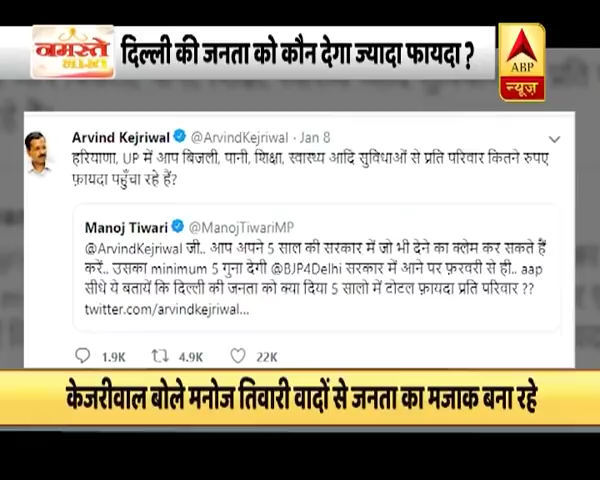 नमस्ते
दिल्ली की जनता को कौन देगा ज्यादा फायदा ?
ABP
न्यूज़
Arvind Kejriwal @ArvindKejriwal · Jan 8
हरियाणा, UP में आप बिजली, पानी, शिक्षा, स्वास्थ्य आदि सुविधाओं से प्रति परिवार कितने रुपए
फ़ायदा पहुँचा रहे हैं?
Manoj Tiwari @ManojTiwariMP
@ArvindKejriwal जी.. आप अपने 5 साल की सरकार में जो भी देने का क्लेम कर सकते हैं
करें.. उसका minimum 5 गुना देगी @BJP4Delhi सरकार में आने पर फ़रवरी से ही.. aap
सीधे ये बतायें कि दिल्ली की जनता को क्या दिया 5 सालो में टोटल फ़ायदा प्रति परिवार ??
twitter.com/arvindkejriwal...
1.9K 4.9K 22K
केजरीवाल बोले मनोज तिवारी वादों से जनता का मजाक बना रहे